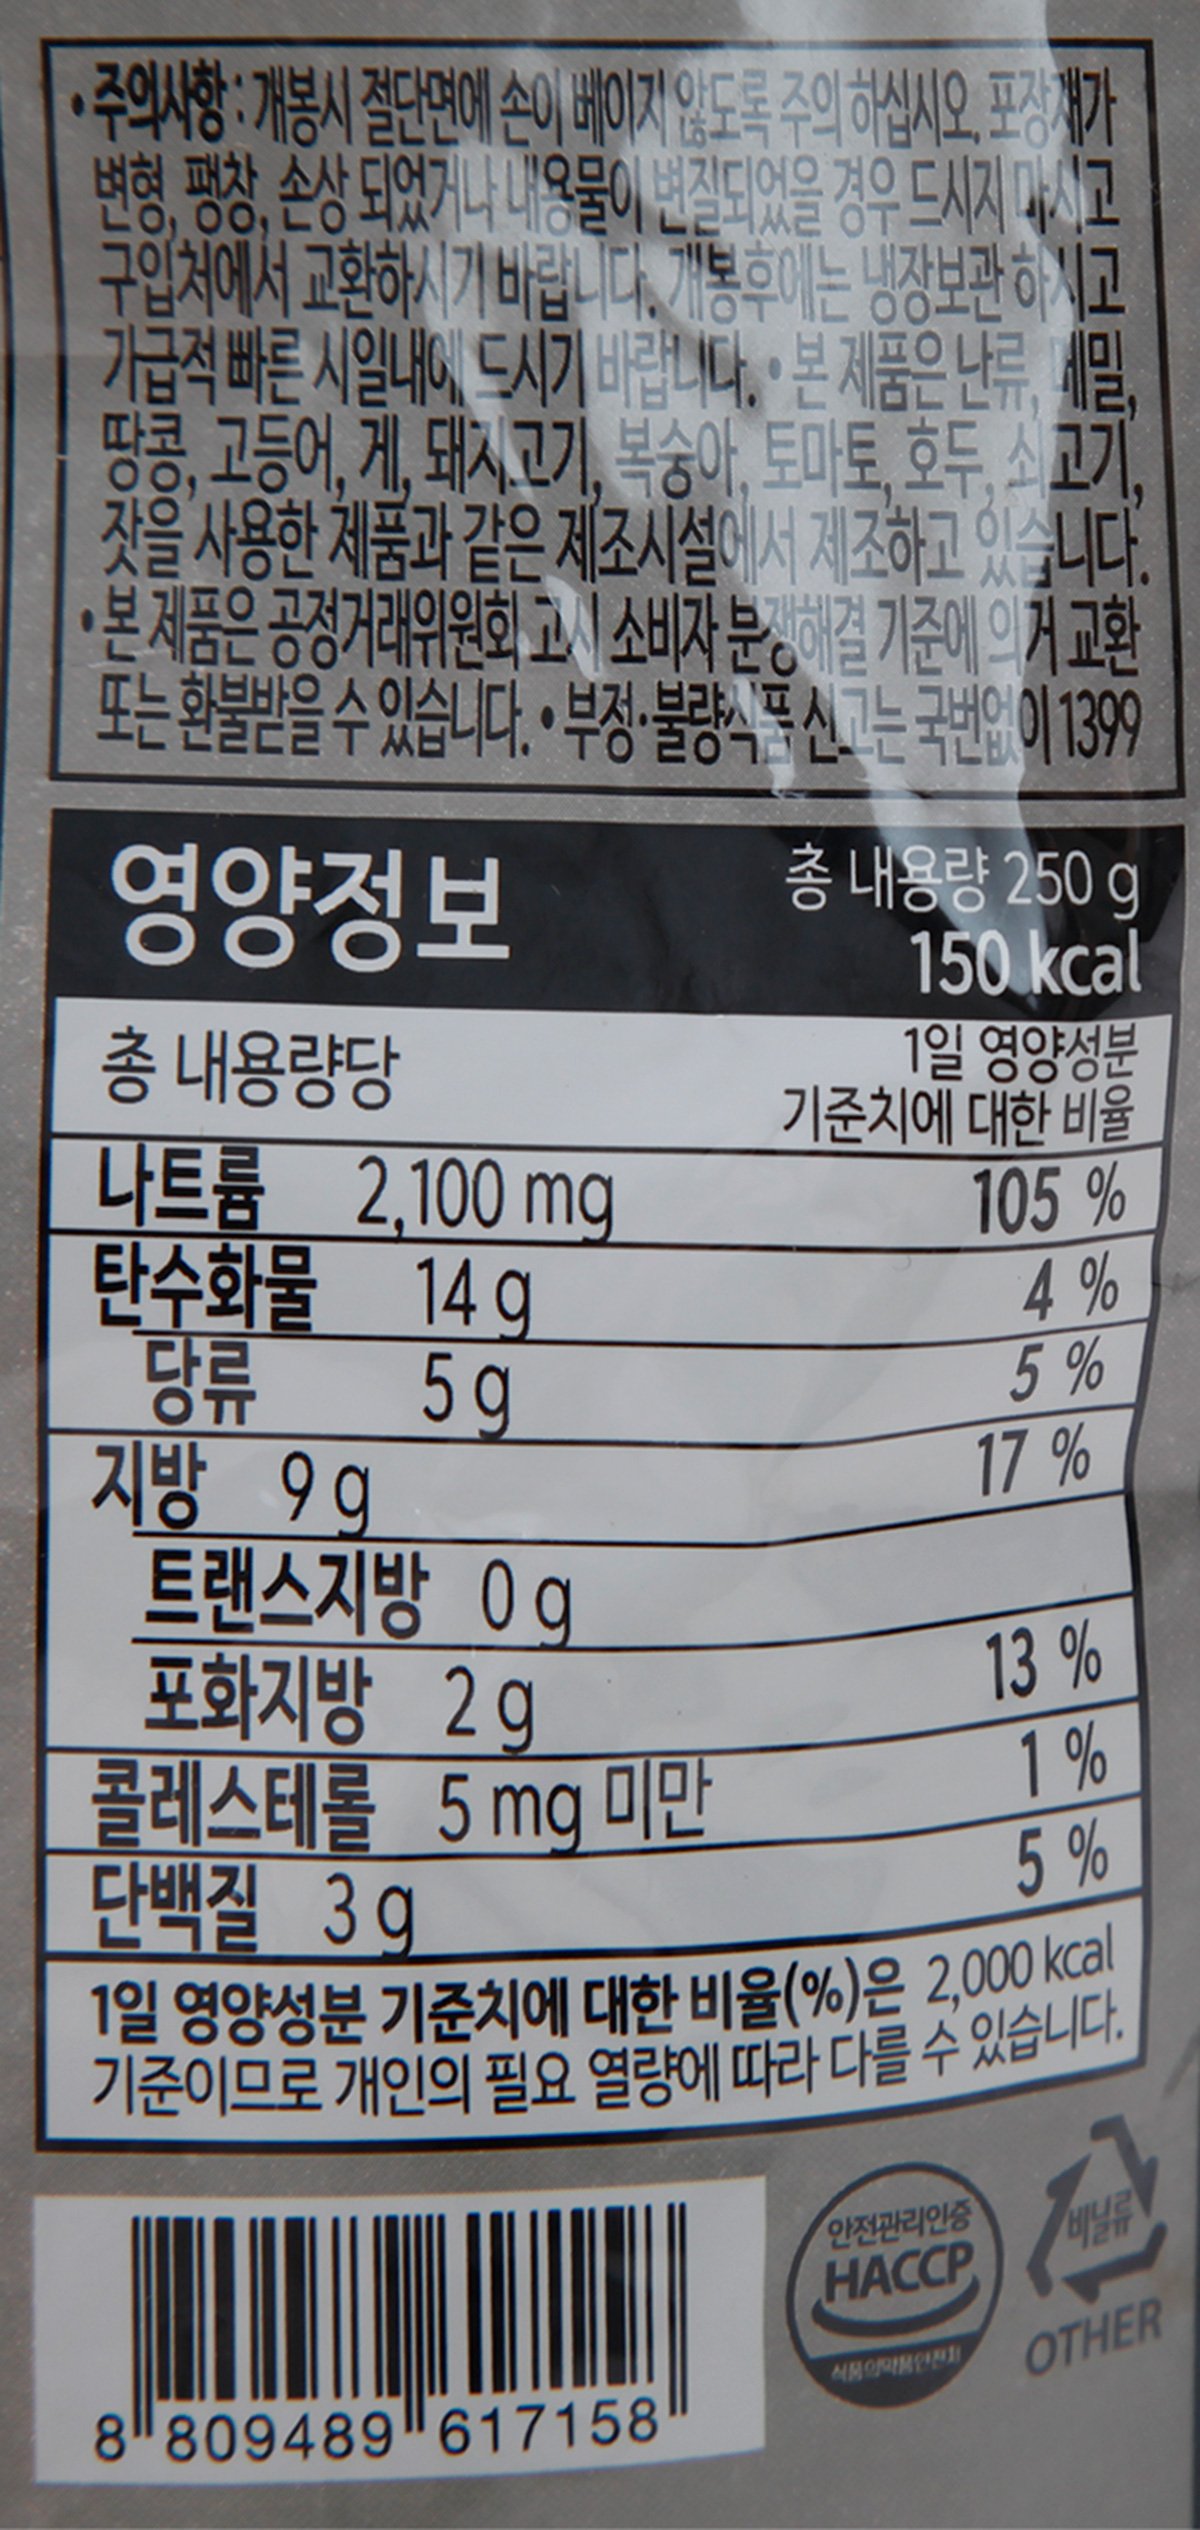 • 주의사항 : 개봉시 절단면에 손이 베이지 않도록 주의 하십시오. 포장재가
변형, 팽창, 손상 되었거나 내용물이 변질되었을 경우 드시지 마시고
구입처에서 교환하시기 바랍니다. 개봉후에는 냉장보관 하시고
가급적 빠른 시일내에 드시기 바랍니다. • 본 제품은 난류, 메밀,
땅콩, 고등어, 게, 돼지고기, 복숭아, 토마토, 호두, 쇠고기,
잣을 사용한 제품과 같은 제조시설에서 제조하고 있습니다.
• 본 제품은 공정거래위원회 고시 소비자 분쟁해결 기준에 의거 교환
또는 환불받을 수 있습니다. • 부정·불량식품 신고는 국번없이 1399
영양정보
총 내용량 250 g
150 kcal
총 내용량당
1일 영양성분
기준치에 대한 비율
나트륨 2,100 mg 105 %
탄수화물 14 g 4 %
당류 5 g 5 %
지방 9 g 17 %
트랜스지방 0 g
포화지방 2 g 13 %
콜레스테롤 5 mg 미만 1 %
단백질 3 g 5 %
1일 영양성분 기준치에 대한 비율(%)은 2,000 kcal
기준이므로 개인의 필요 열량에 따라 다를 수 있습니다.
안전관리인증
HACCP
식품의약품안전처
비닐류
OTHER
8 809489 617158